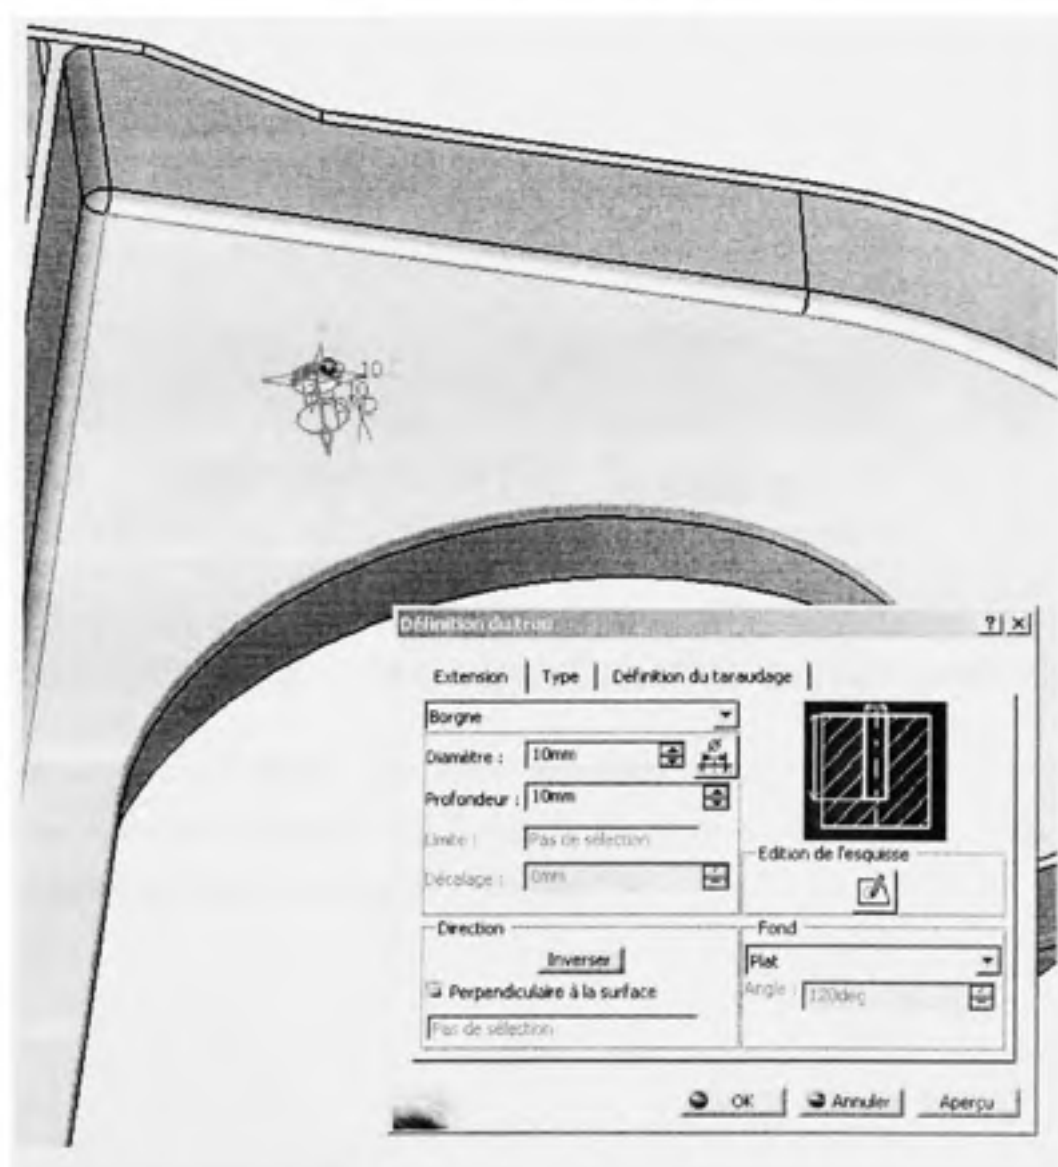 10
10
Définition du trou
? X
Extension | Type | Définition du taraudage |
Borgne
Diamètre : 10mm
Profondeur : 10mm
Limite : Pas de sélection
Décalage : 0mm
Edition de l'esquisse
Direction
Inverser
Perpendiculaire à la surface
Pas de sélection
Fond
Plat
Angle : 120deg
OK Annuler Aperçu